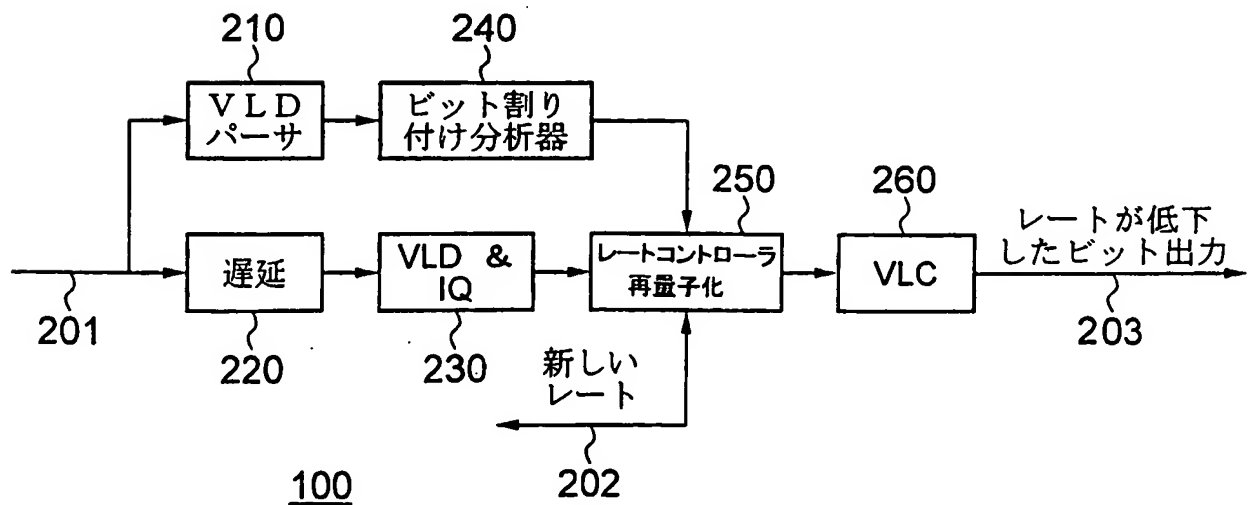 210
240
ＶＬＤ
パーサ
ビット割り
付け分析器
250
260
レートが低下
したビット出力
201
遅延
220
VLD &
IQ
230
レートコントローラ
再量子化
VLC
203
新しい
レート
202
100